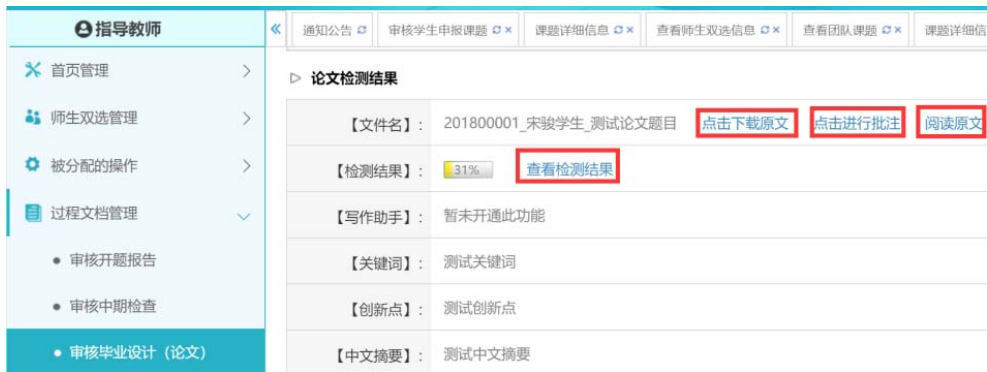 指导教师
通知公告
审核学生申报课题
课题详细信息
查看师生双选信息
查看团队课题
课题详细信
首页管理
师生双选管理
被分配的操作
过程文档管理
审核开题报告
审核中期检查
审核毕业设计（论文）
论文检测结果
【文件名】: 201800001_宋骏学生_测试论文题目 点击下载原文 点击进行批注 阅读原文
【检测结果】: 31% 查看检测结果
【写作助手】: 暂未开通此功能
【关键词】: 测试关键词
【创新点】: 测试创新点
【中文摘要】: 测试中文摘要